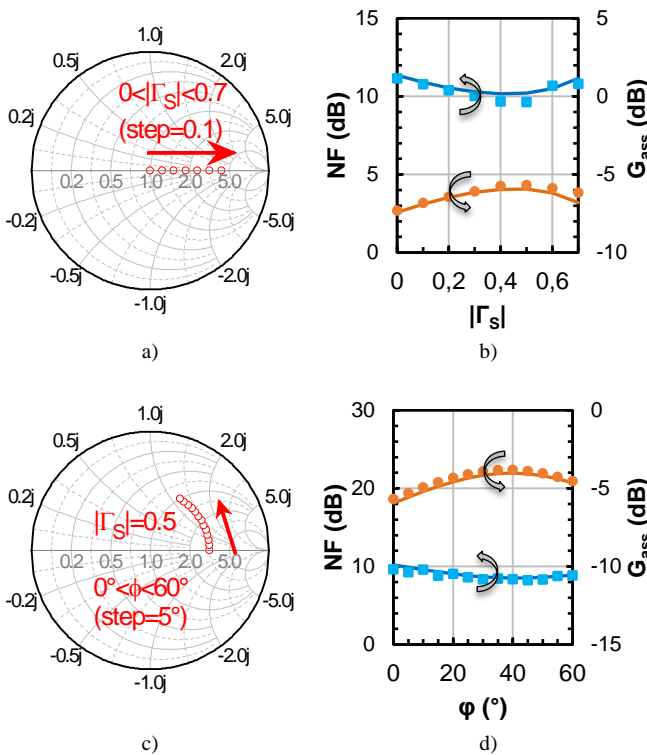 1.0j
0.5j
2.0j
0<|ΓS|<0.7
(step=0.1)
0.2j
5.0j
0.2 0.5 1.0 2.0 5.0
-0.2j
-5.0j
-0.5j
-2.0j
-1.0j
a)
15
10
5
0
NF (dB)
5
0
-5
-10
Gass (dB)
0 0,2 0,4 0,6
|ΓS|
b)
1.0j
0.5j
2.0j
0.2j
5.0j
|ΓS|=0.5
0.2 0.5 1.0 2.0 5.0
0°<ϕ<60°
(step=5°)
-0.2j
-5.0j
-0.5j
-2.0j
-1.0j
c)
30
20
10
0
NF (dB)
0
-5
-10
-15
Gass (dB)
0 20 40 60
φ (°)
d)